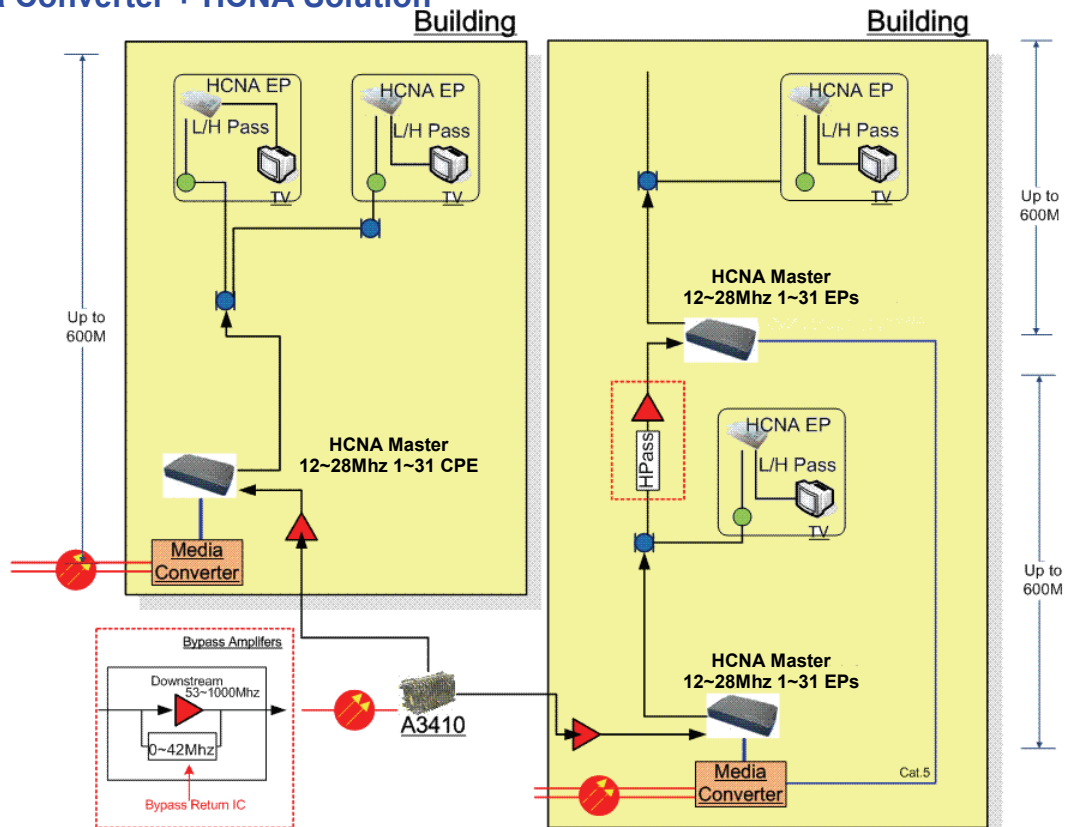 Converter + HCNA Solution
Building
Building
HCNA EP
L/H Pass
TV
HCNA EP
L/H Pass
TV
HCNA EP
L/H Pass
TV
Up to
600M
Up to
600M
HCNA Master
12~28Mhz 1~31 EPs
HCNA Master
12~28Mhz 1~31 CPE
HPass
HCNA EP
L/H Pass
TV
Media
Converter
Up to
600M
Bypass Amplifers
Downstream
53~1000Mhz
0~42Mhz
Bypass Return IC
A3410
HCNA Master
12~28Mhz 1~31 EPs
Media
Converter
Cat.5